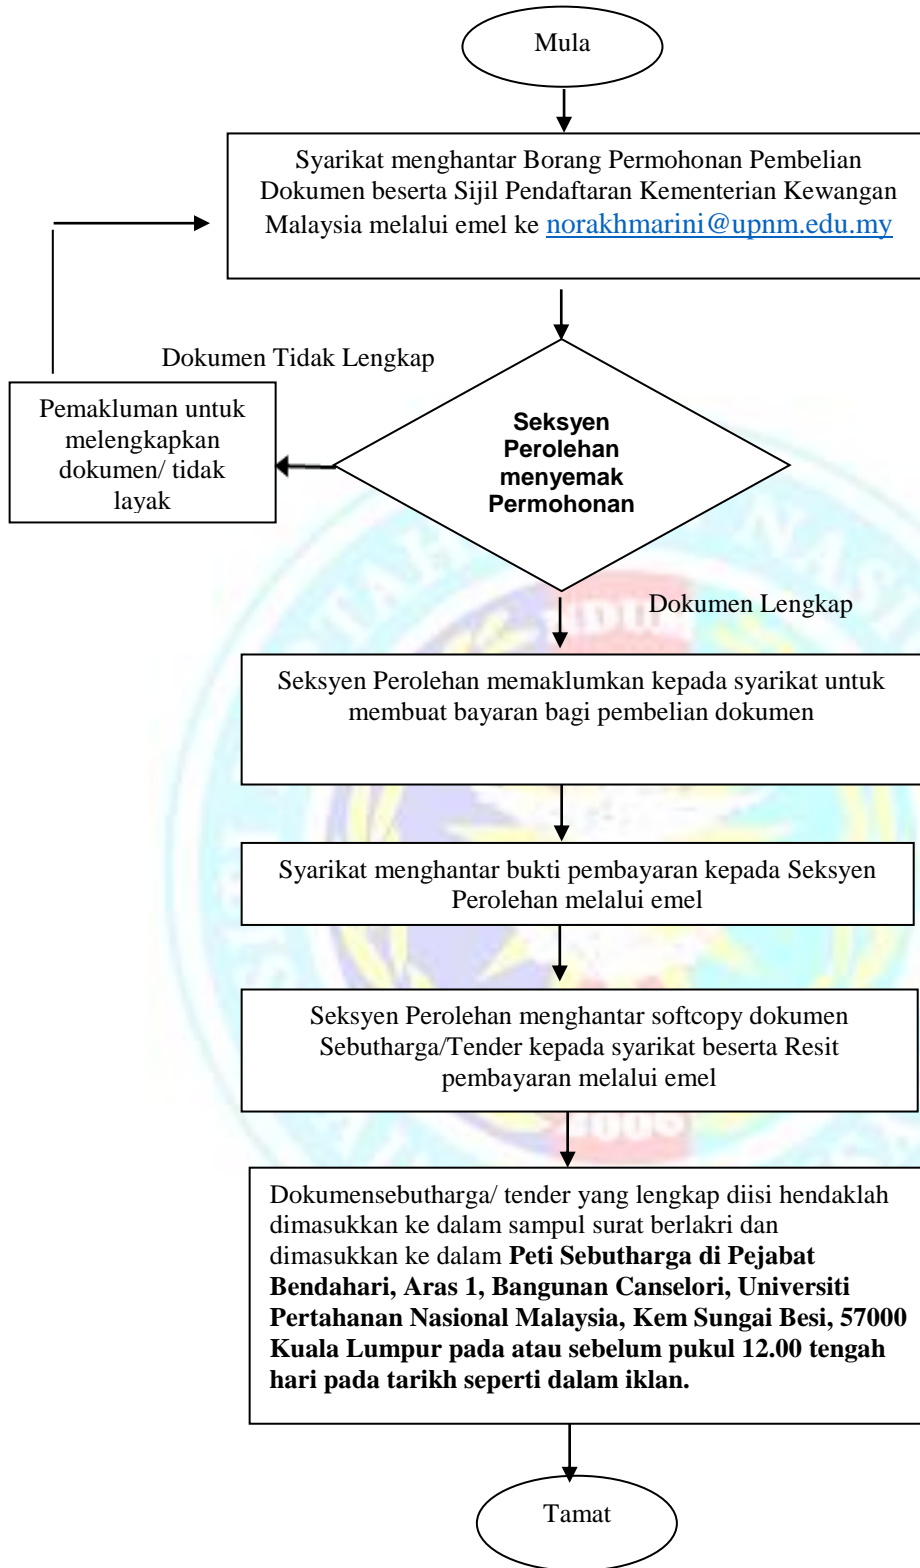 Mula
Syarikat menghantar Borang Permohonan Pembelian
Dokumen beserta Sijil Pendaftaran Kementerian Kewangan
Malaysia melalui emel ke norakhmarini@upnm.edu.my
Dokumen Tidak Lengkap
Pemakluman untuk
melengkapkan
dokumen/ tidak
layak
Seksyen
Perolehan
menyemak
Permohonan
Dokumen Lengkap
Seksyen Perolehan memaklumkan kepada syarikat untuk
membuat bayaran bagi pembelian dokumen
Syarikat menghantar bukti pembayaran kepada Seksyen
Perolehan melalui emel
Seksyen Perolehan menghantar softcopy dokumen
Sebutharga/Tender kepada syarikat beserta Resit
pembayaran melalui emel
Dokumensebutharga/ tender yang lengkap diisi hendaklah
dimasukkan ke dalam sampul surat berlakri dan
dimasukkan ke dalam Peti Sebutharga di Pejabat
Bendahari, Aras 1, Bangunan Canselori, Universiti
Pertahanan Nasional Malaysia, Kem Sungai Besi, 57000
Kuala Lumpur pada atau sebelum pukul 12.00 tengah
hari pada tarikh seperti dalam iklan.
Tamat